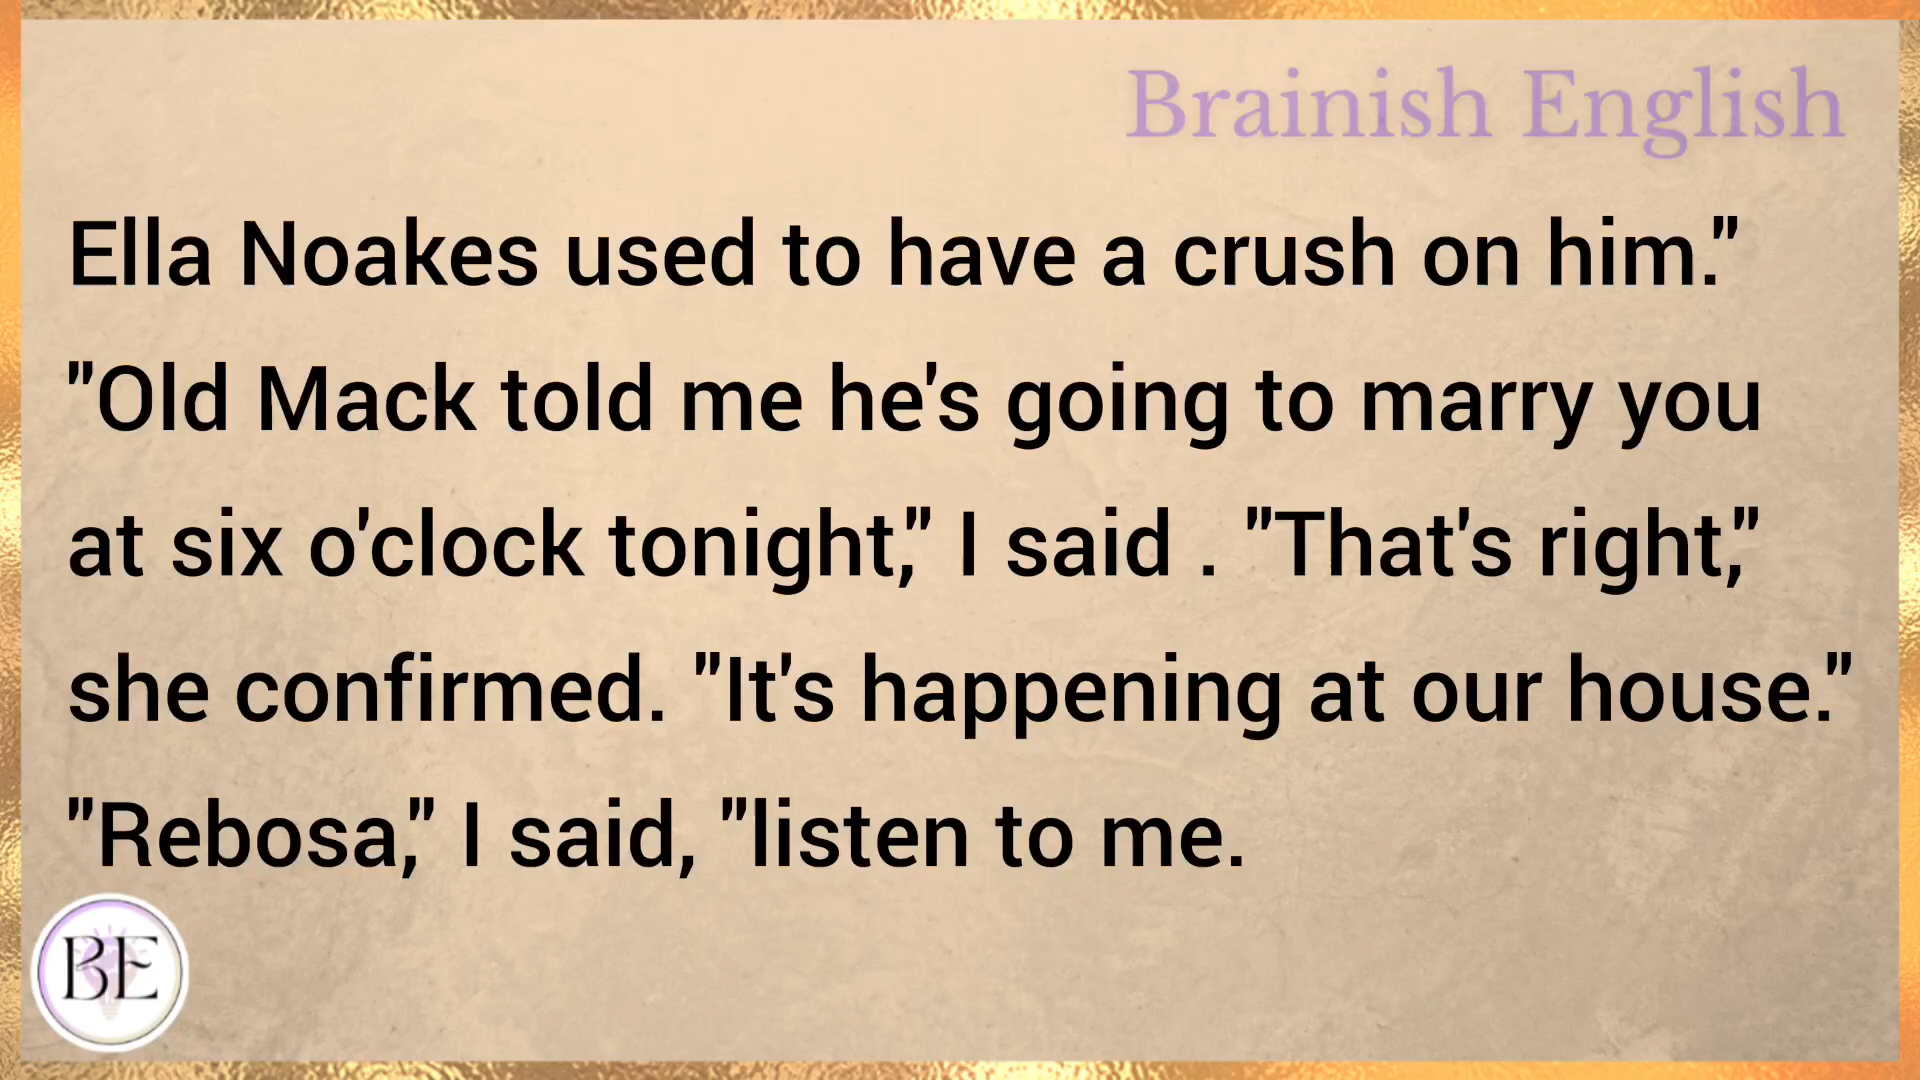 Brainish English
Ella Noakes used to have a crush on him."
"Old Mack told me he's going to marry you
at six o'clock tonight," I said . "That's right,"
she confirmed. "It's happening at our house."
"Rebosa," I said, "listen to me.
BE